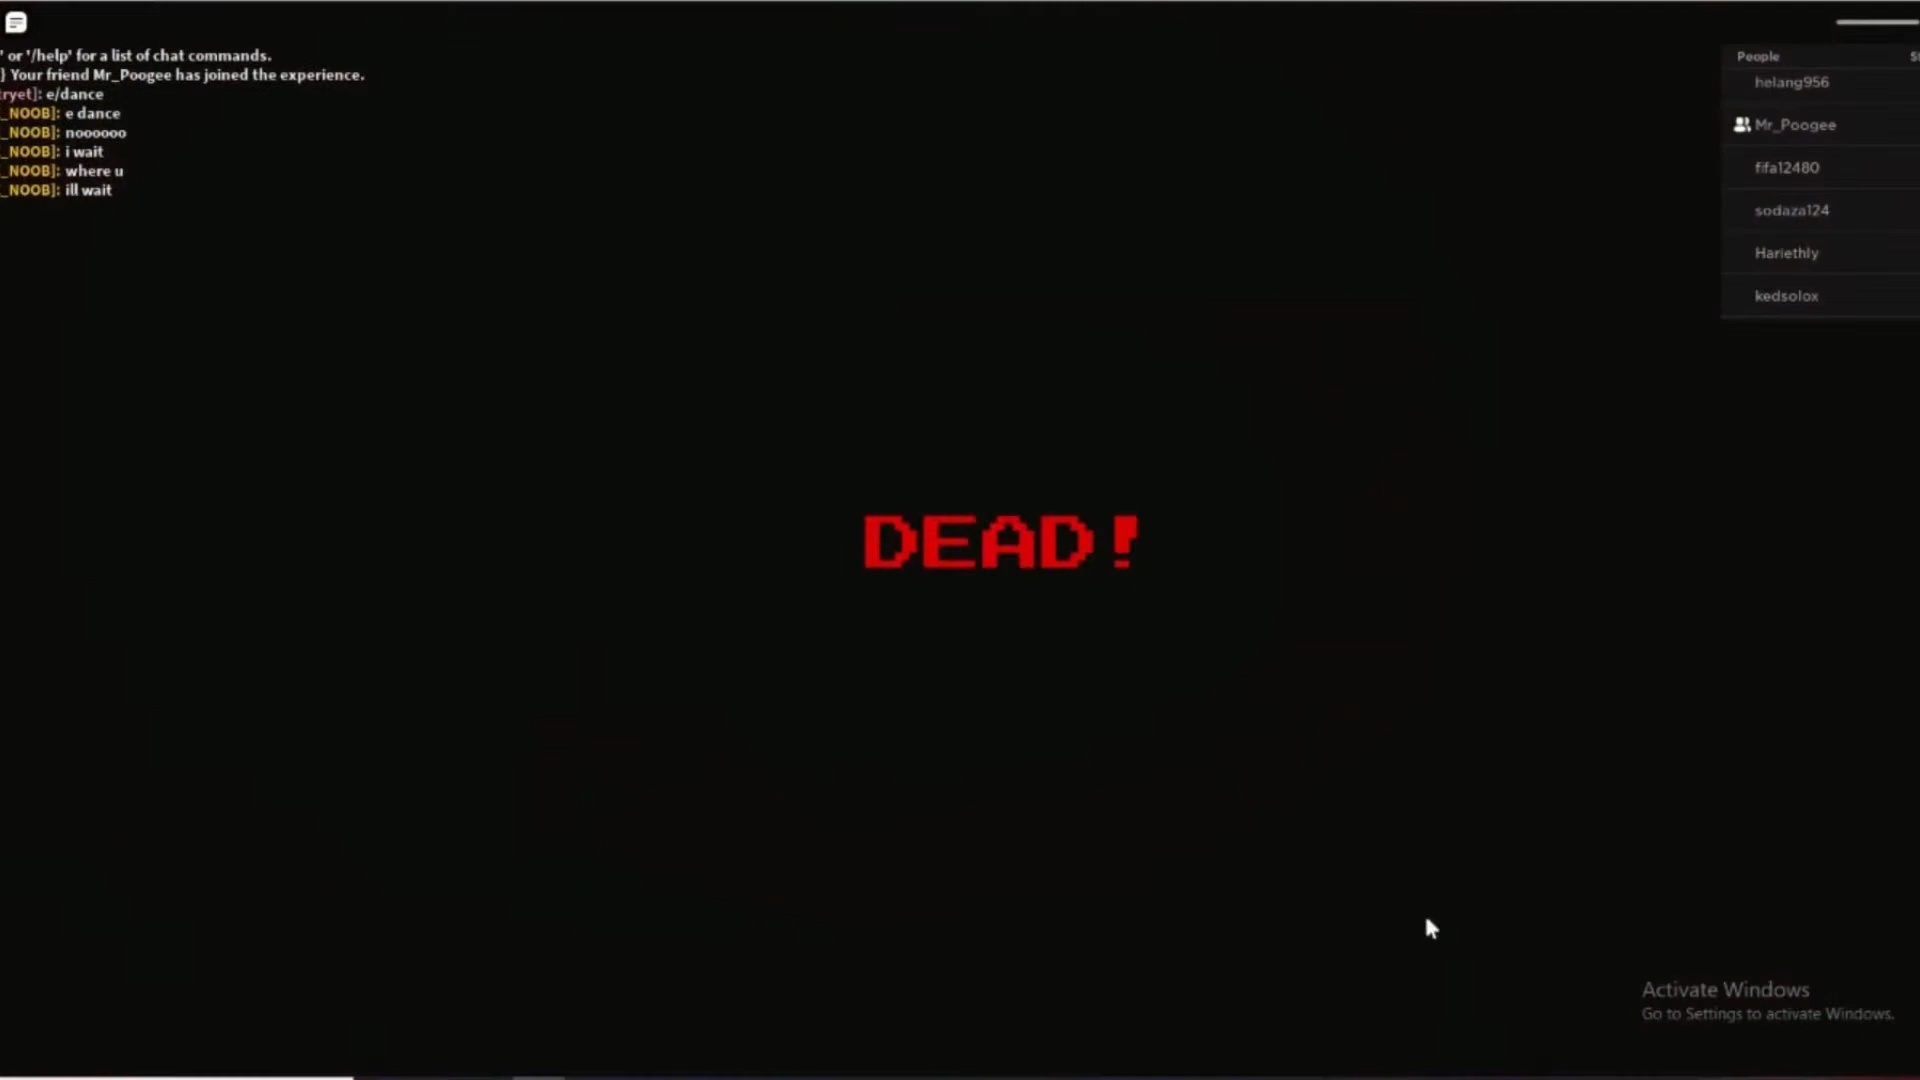 ' or '/help' for a list of chat commands.
} Your friend Mr_Poogee has joined the experience.
ryet]: e/dance
_NOOB]: e dance
_NOOB]: noooooo
_NOOB]: i wait
_NOOB]: where u
_NOOB]: ill wait
People
helang956
Mr_Poogee
fifa12480
sodaza124
Hariethly
kedsolox
DEAD!
Activate Windows
Go to Settings to activate Windows.